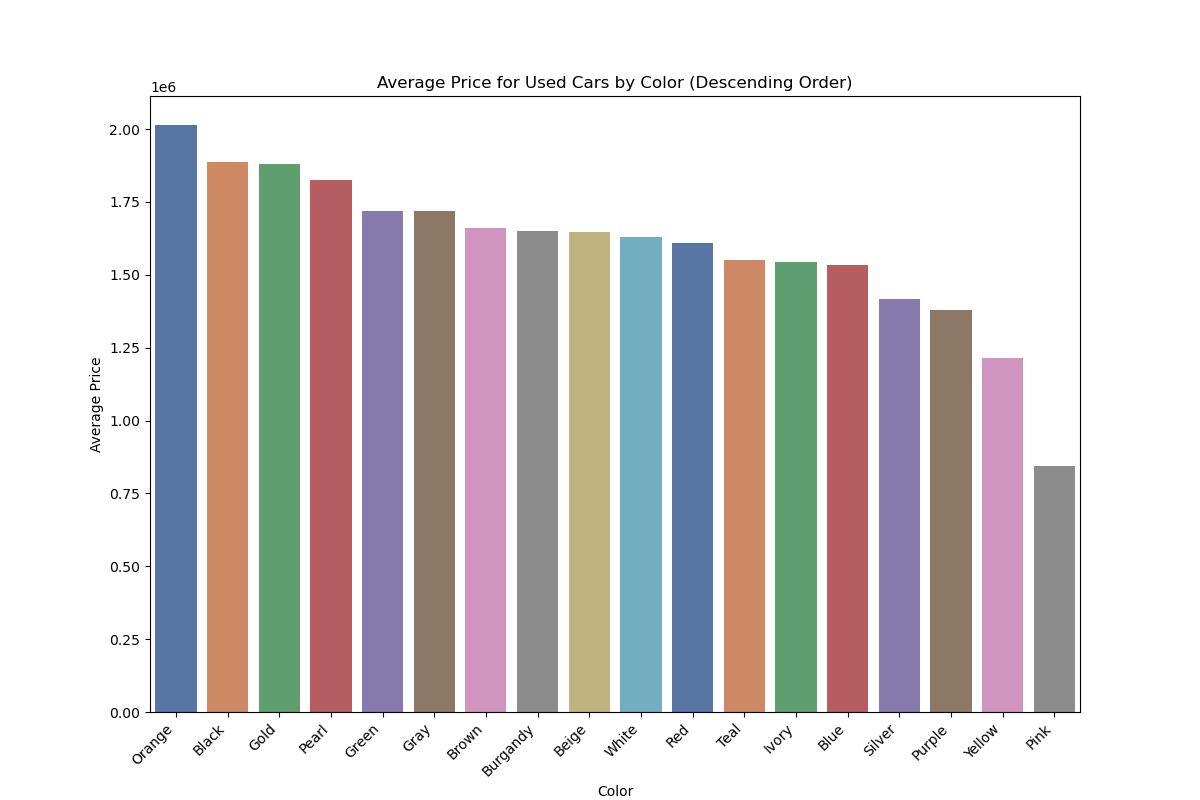 Average Price for Used Cars by Color (Descending Order)
1e6
2.00
1.75
1.50
1.25
1.00
0.75
0.50
0.25
0.00
Average Price
Orange
Black
Gold
Pearl
Green
Gray
Brown
Burgandy
Beige
White
Red
Teal
Ivory
Blue
Silver
Purple
Yellow
Pink
Color